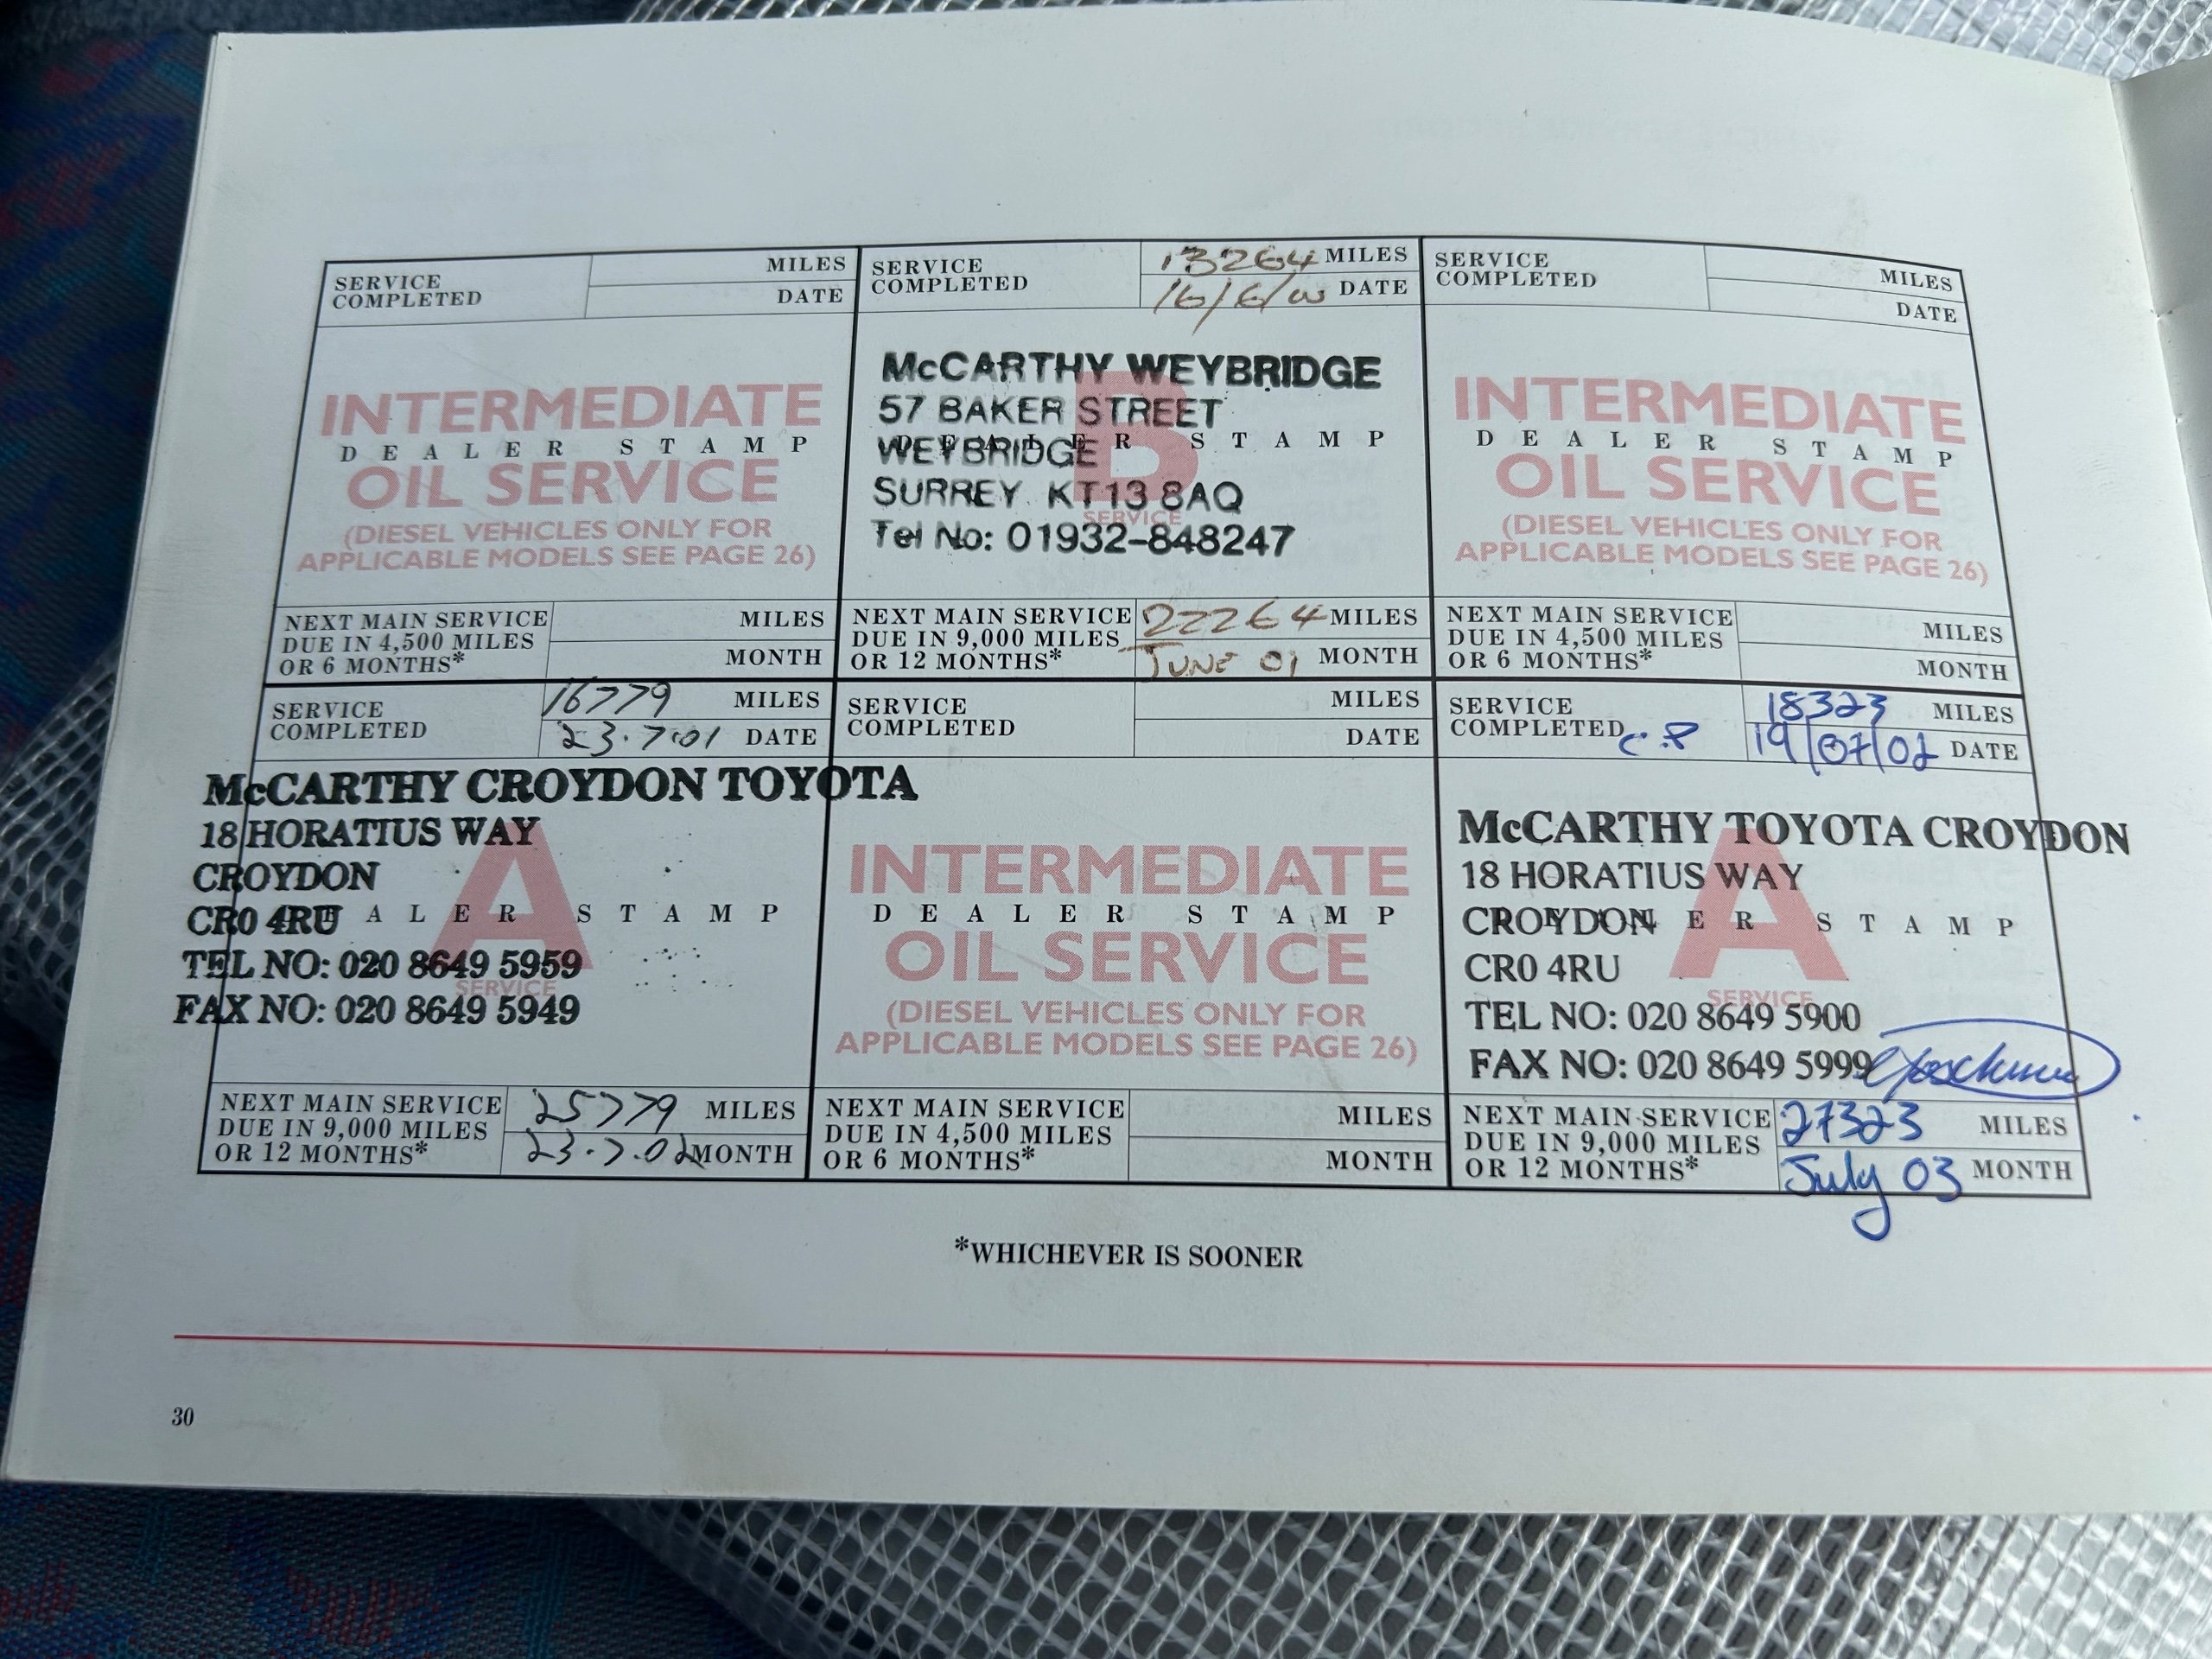 SERVICE COMPLETED
MILES
DATE
INTERMEDIATE
DEALER STAMP
OIL SERVICE
(DIESEL VEHICLES ONLY FOR
APPLICABLE MODELS SEE PAGE 26)
NEXT MAIN SERVICE
DUE IN 4,500 MILES
OR 6 MONTHS*
MILES
MONTH
SERVICE COMPLETED
13264 MILES
16/6/00 DATE
McCARTHY WEYBRIDGE
57 BAKER STREET
WEYBRIDGE
DEALER STAMP
SURREY KT13 8AQ
B
SERVICE
Tel No: 01932-848247
NEXT MAIN SERVICE
DUE IN 9,000 MILES
OR 12 MONTHS*
22264 MILES
JUNE 01 MONTH
SERVICE COMPLETED
MILES
DATE
INTERMEDIATE
DEALER STAMP
OIL SERVICE
(DIESEL VEHICLES ONLY FOR
APPLICABLE MODELS SEE PAGE 26)
NEXT MAIN SERVICE
DUE IN 4,500 MILES
OR 6 MONTHS*
MILES
MONTH
SERVICE COMPLETED
16779 MILES
23.7.01 DATE
McCARTHY CROYDON TOYOTA
18 HORATIUS WAY
CROYDON
CR0 4RU
DEALER STAMP
A
SERVICE
TEL NO: 020 8649 5959
FAX NO: 020 8649 5949
NEXT MAIN SERVICE
DUE IN 9,000 MILES
OR 12 MONTHS*
25779 MILES
23.7.02 MONTH
SERVICE COMPLETED
MILES
DATE
INTERMEDIATE
DEALER STAMP
OIL SERVICE
(DIESEL VEHICLES ONLY FOR
APPLICABLE MODELS SEE PAGE 26)
NEXT MAIN SERVICE
DUE IN 4,500 MILES
OR 6 MONTHS*
MILES
MONTH
SERVICE COMPLETED
18323 MILES
19/07/02 DATE
McCARTHY TOYOTA CROYDON
18 HORATIUS WAY
CROYDON
DEALER STAMP
CR0 4RU
A
SERVICE
TEL NO: 020 8649 5900
FAX NO: 020 8649 5999
NEXT MAIN SERVICE
DUE IN 9,000 MILES
OR 12 MONTHS*
27323 MILES
July 03 MONTH
*WHICHEVER IS SOONER
30